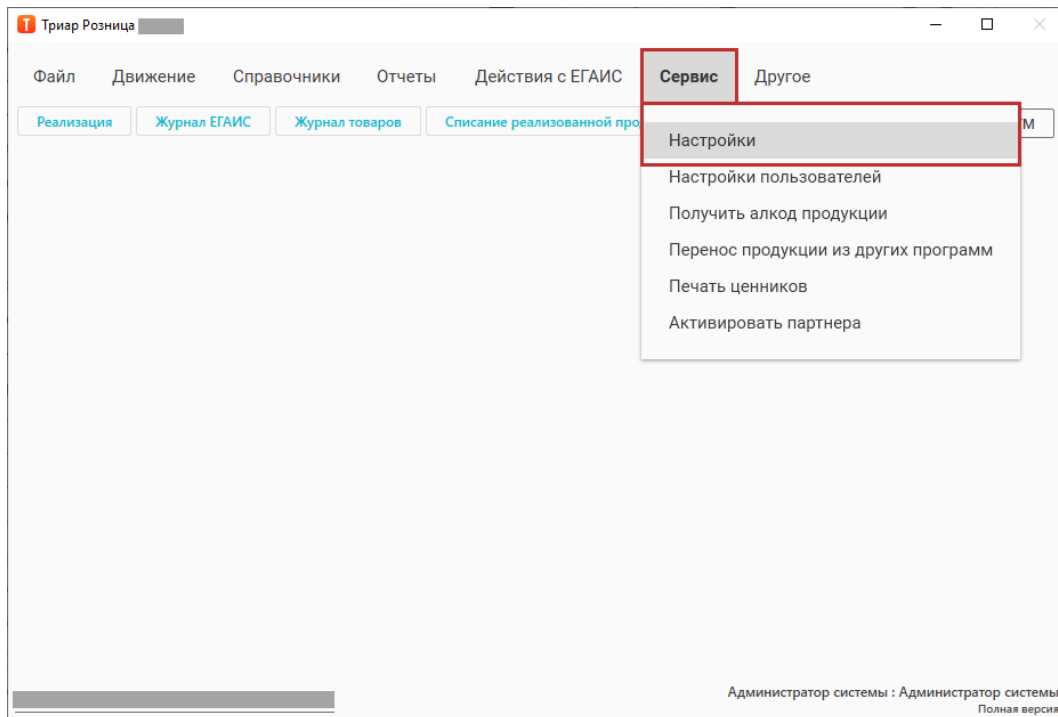 Триар Розница
Файл Движение Справочники Отчеты Действия с ЕГАИС Сервис Другое
Реализация Журнал ЕГАИС Журнал товаров Списание реализованной
Настройки
Настройки пользователей
Получить алкод продукции
Перенос продукции из других программ
Печать ценников
Активировать партнера
Администратор системы : Администратор системы
Полная версия